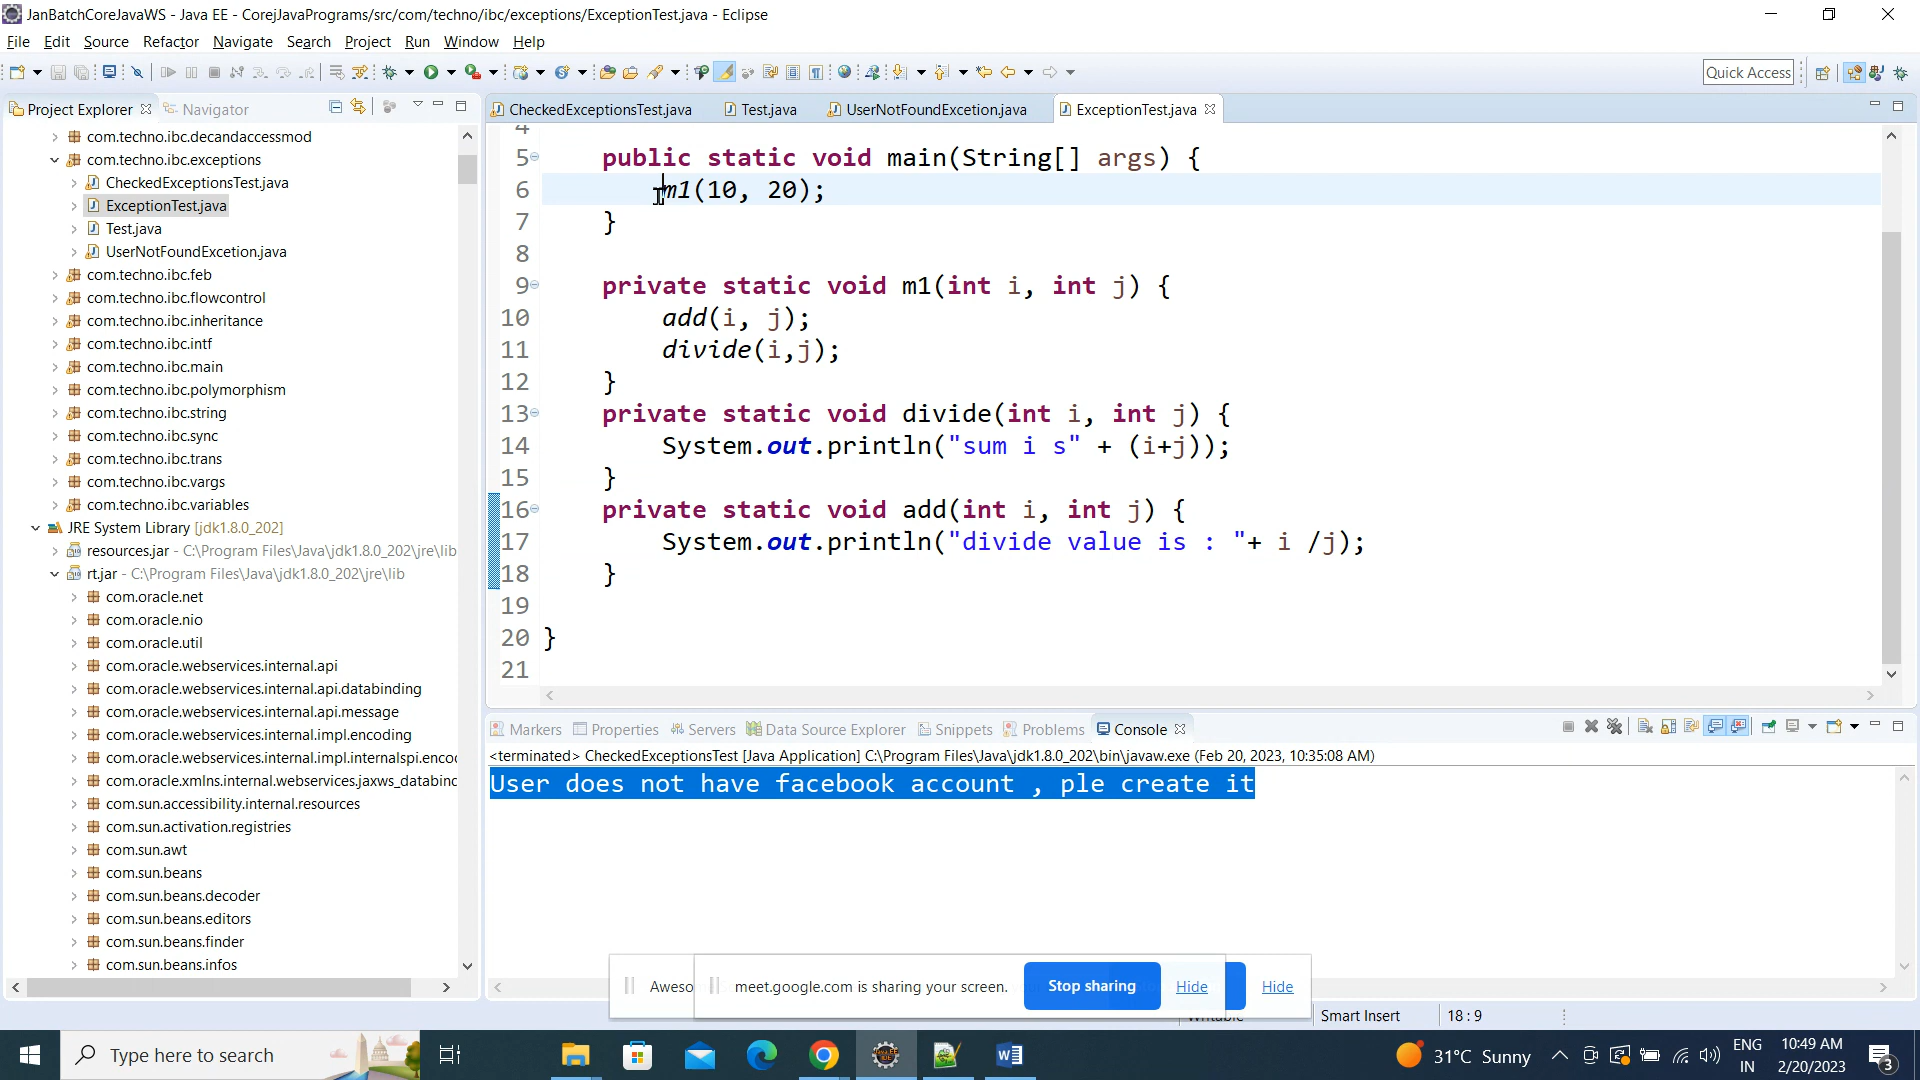 JanBatchCoreJavaWS - Java EE - CorejJavaPrograms/src/com/techno/ibc/exceptions/ExceptionTest.java - Eclipse
File Edit Source Refactor Navigate Search Project Run Window Help
Quick Access
Project Explorer Navigator
CheckedExceptionsTest.java Test.java UserNotFoundExcetion.java ExceptionTest.java
com.techno.ibc.decandaccessmod
com.techno.ibc.exceptions
CheckedExceptionsTest.java
ExceptionTest.java
Test.java
UserNotFoundExcetion.java
com.techno.ibc.feb
com.techno.ibc.flowcontrol
com.techno.ibc.inheritance
com.techno.ibc.intf
com.techno.ibc.main
com.techno.ibc.polymorphism
com.techno.ibc.string
com.techno.ibc.sync
com.techno.ibc.trans
com.techno.ibc.vargs
com.techno.ibc.variables
JRE System Library [jdk1.8.0_202]
resources.jar - C:\Program Files\Java\jdk1.8.0_202\jre\lib
rt.jar - C:\Program Files\Java\jdk1.8.0_202\jre\lib
com.oracle.net
com.oracle.nio
com.oracle.util
com.oracle.webservices.internal.api
com.oracle.webservices.internal.api.databinding
com.oracle.webservices.internal.api.message
com.oracle.webservices.internal.impl.encoding
com.oracle.webservices.internal.impl.internalspi.enco
com.oracle.xmlns.internal.webservices.jaxws_databinc
com.sun.accessibility.internal.resources
com.sun.activation.registries
com.sun.awt
com.sun.beans
com.sun.beans.decoder
com.sun.beans.editors
com.sun.beans.finder
com.sun.beans.infos
4
5 public static void main(String[] args) {
6 m1(10, 20);
7 }
8
9 private static void m1(int i, int j) {
10 add(i, j);
11 divide(i,j);
12 }
13 private static void divide(int i, int j) {
14 System.out.println("sum i s" + (i+j));
15 }
16 private static void add(int i, int j) {
17 System.out.println("divide value is : "+ i /j);
18 }
19
20 }
21
Markers Properties Servers Data Source Explorer Snippets Problems Console
<terminated> CheckedExceptionsTest [Java Application] C:\Program Files\Java\jdk1.8.0_202\bin\javaw.exe (Feb 20, 2023, 10:35:08 AM)
User does not have facebook account , ple create it
Aweso meet.google.com is sharing your screen. Stop sharing Hide Hide
Writable Smart Insert 18 : 9
Type here to search
31°C Sunny
ENG
IN
10:49 AM
2/20/2023
3